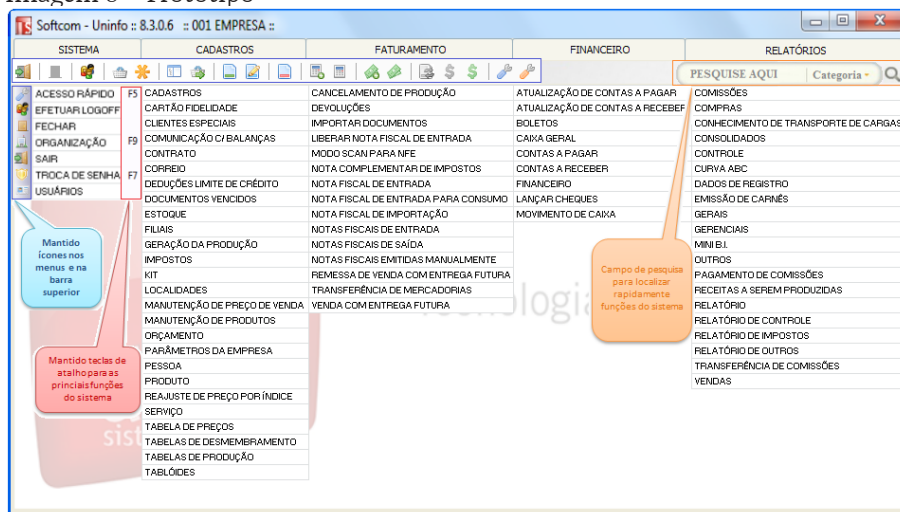 Imagem 8 – Protótipo
Softcom - Uninfo :: 8.3.0.6 :: 001 EMPRESA ::
SISTEMA CADASTROS FATURAMENTO FINANCEIRO RELATÓRIOS
PESQUISE AQUI Categoria
ACESSO RÁPIDO F5
EFETUAR LOGOFF
FECHAR
ORGANIZAÇÃO F9
SAIR
TROCA DE SENHA F7
USUÁRIOS
CADASTROS
CARTÃO FIDELIDADE
CLIENTES ESPECIAIS
COMUNICAÇÃO C/ BALANÇAS
CONTRATO
CORREIO
DEDUÇÕES LIMITE DE CRÉDITO
DOCUMENTOS VENCIDOS
ESTOQUE
FILIAIS
GERAÇÃO DA PRODUÇÃO
IMPOSTOS
KIT
LOCALIDADES
MANUTENÇÃO DE PREÇO DE VENDA
MANUTENÇÃO DE PRODUTOS
ORÇAMENTO
PARÂMETROS DA EMPRESA
PESSOA
PRODUTO
REAJUSTE DE PREÇO POR ÍNDICE
SERVIÇO
TABELA DE PREÇOS
TABELAS DE DESMEMBRAMENTO
TABELAS DE PRODUÇÃO
TABLÓIDES
CANCELAMENTO DE PRODUÇÃO
DEVOLUÇÕES
IMPORTAR DOCUMENTOS
LIBERAR NOTA FISCAL DE ENTRADA
MODO SCAN PARA NFE
NOTA COMPLEMENTAR DE IMPOSTOS
NOTA FISCAL DE ENTRADA
NOTA FISCAL DE ENTRADA PARA CONSUMO
NOTA FISCAL DE IMPORTAÇÃO
NOTAS FISCAIS DE ENTRADA
NOTAS FISCAIS DE SAÍDA
NOTAS FISCAIS EMITIDAS MANUALMENTE
REMESSA DE VENDA COM ENTREGA FUTURA
TRANSFERÊNCIA DE MERCADORIAS
VENDA COM ENTREGA FUTURA
ATUALIZAÇÃO DE CONTAS A PAGAR
ATUALIZAÇÃO DE CONTAS A RECEBER
BOLETOS
CAIXA GERAL
CONTAS A PAGAR
CONTAS A RECEBER
FINANCEIRO
LANÇAR CHEQUES
MOVIMENTO DE CAIXA
COMISSÕES
COMPRAS
CONHECIMENTO DE TRANSPORTE DE CARGAS
CONSOLIDADOS
CONTROLE
CURVA ABC
DADOS DE REGISTRO
EMISSÃO DE CARNÊS
GERAIS
GERENCIAIS
MINI B.I.
OUTROS
PAGAMENTO DE COMISSÕES
RECEITAS A SEREM PRODUZIDAS
RELATÓRIO
RELATÓRIO DE CONTROLE
RELATÓRIO DE IMPOSTOS
RELATÓRIO DE OUTROS
TRANSFERÊNCIA DE COMISSÕES
VENDAS
Mantido
ícones nos
menus e na
barra
superior
Mantido teclas de
atalho para as
princiais funções
do sistema
Campo de pesquisa
para localizar
rapidamente
funções do sistema